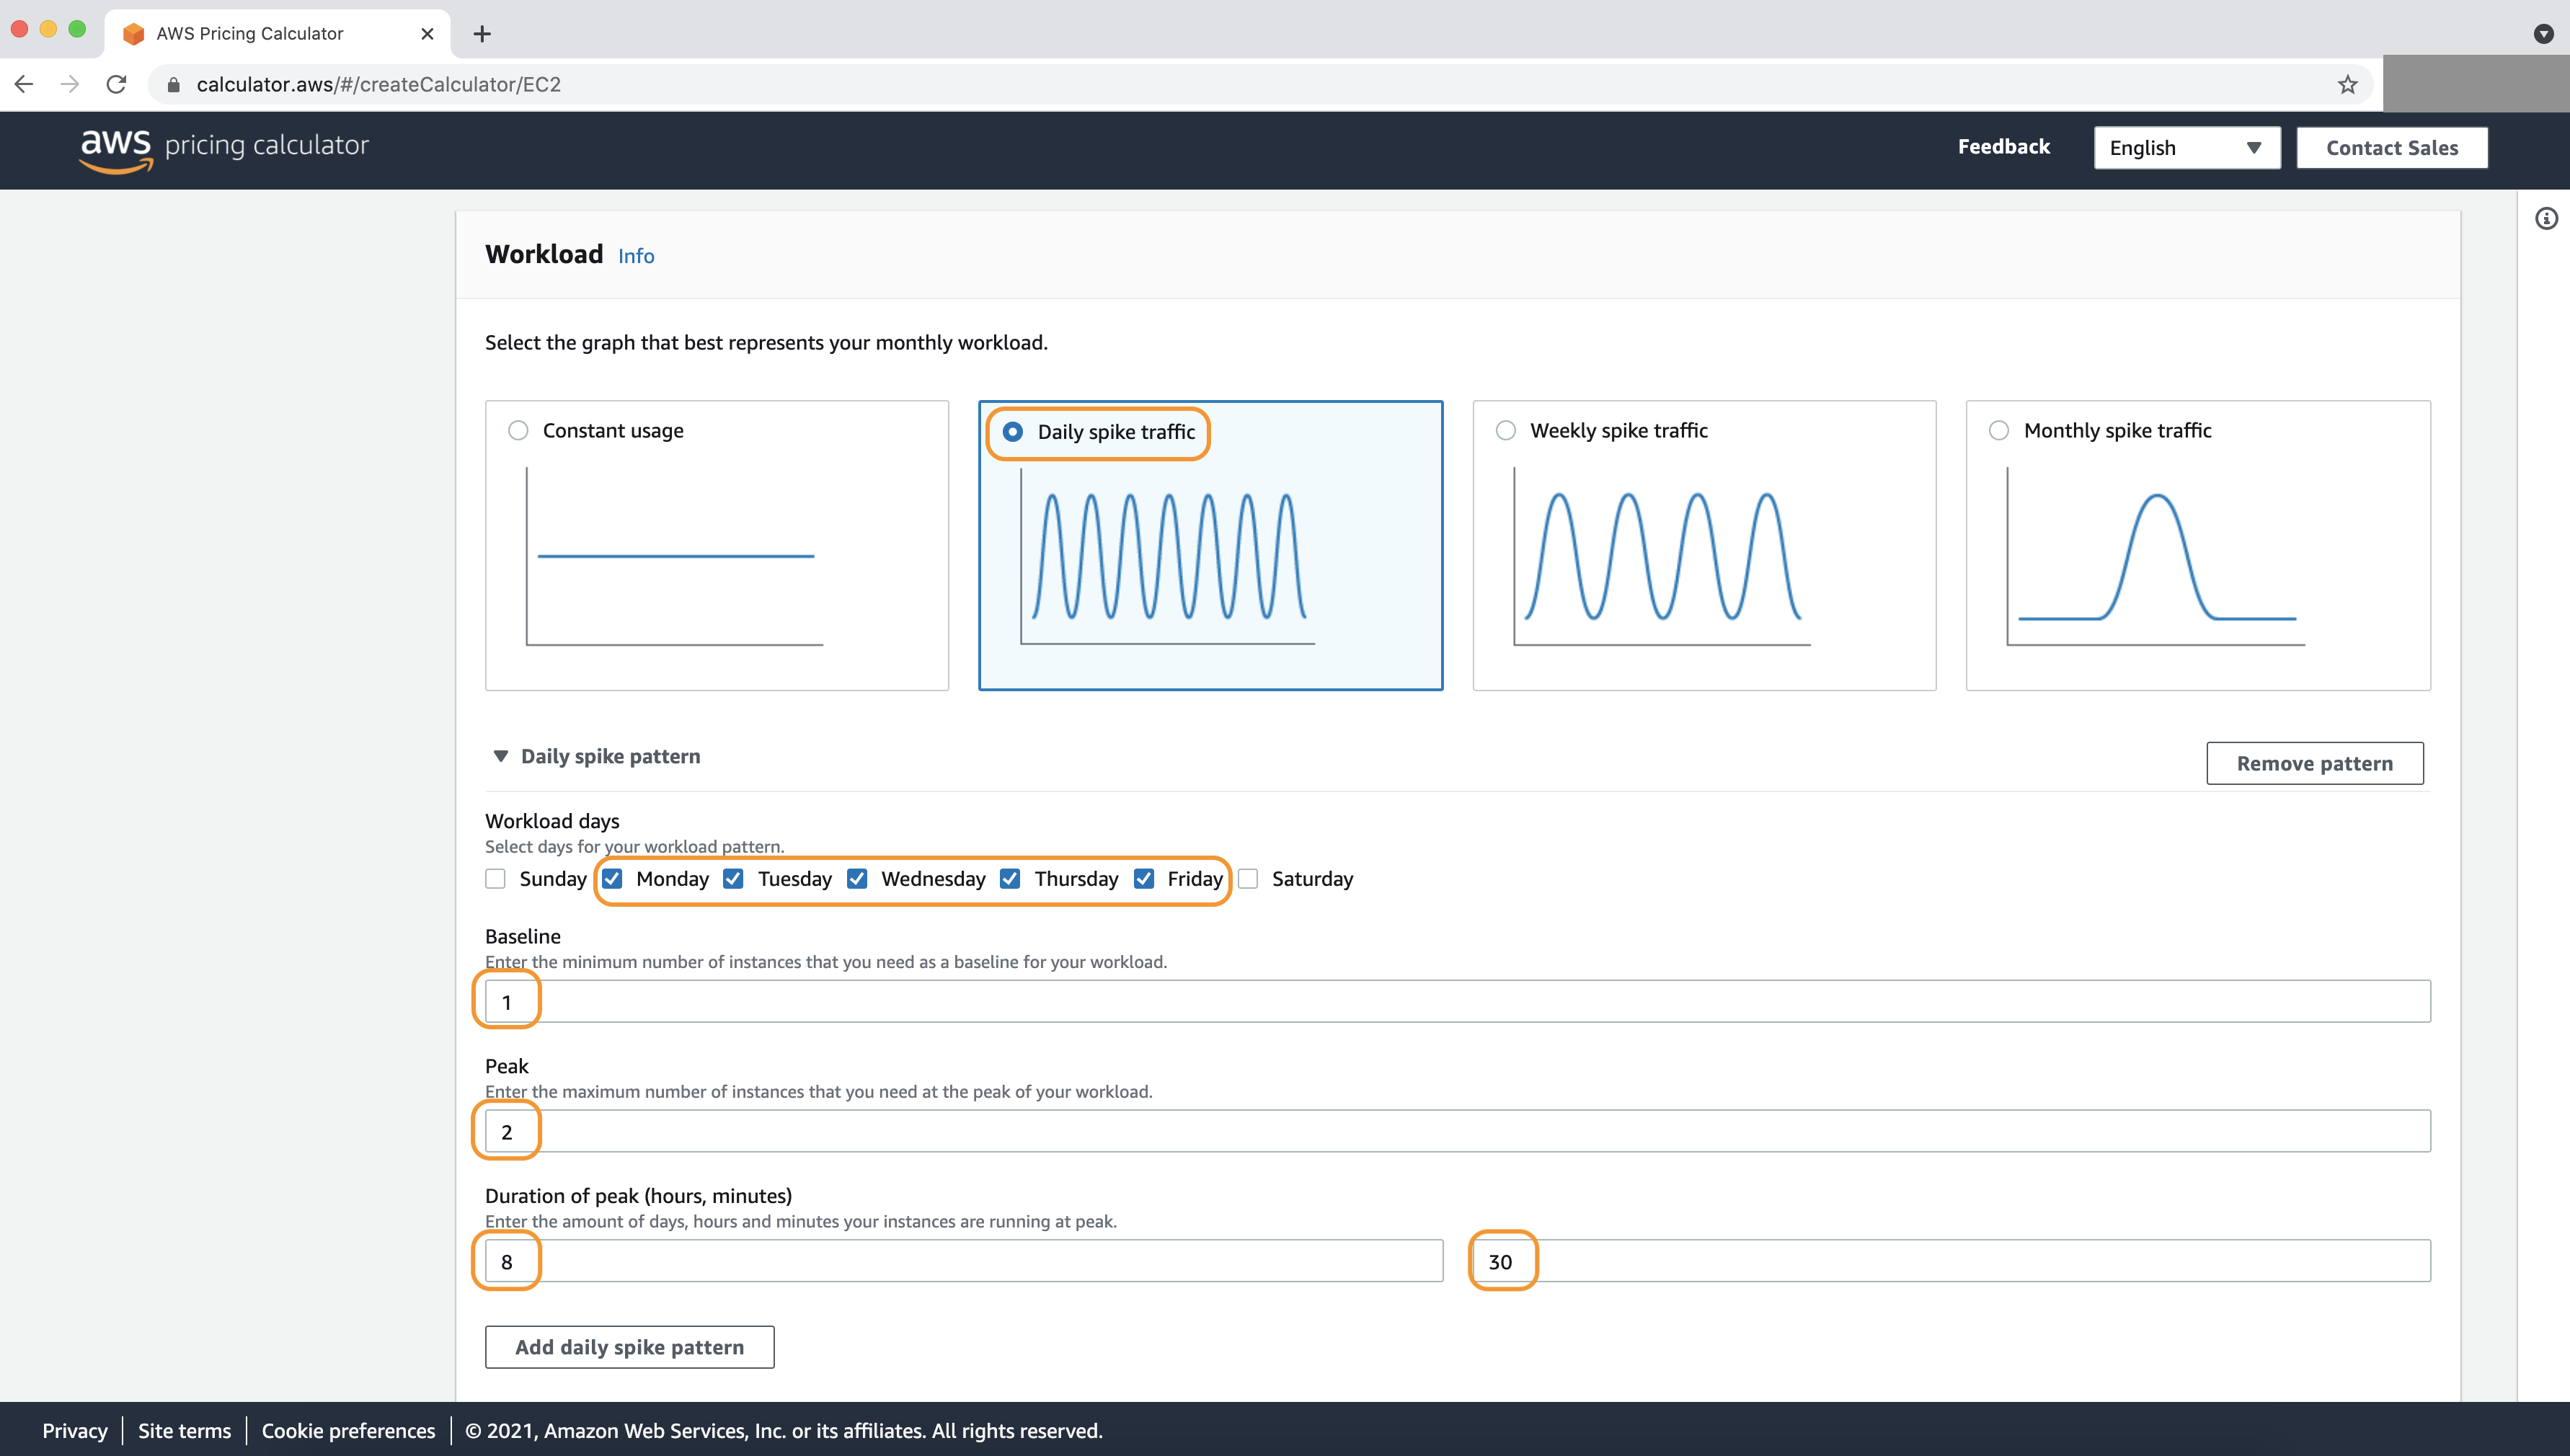 AWS Pricing Calculator
calculator.aws/#/createCalculator/EC2
aws pricing calculator
Feedback
English
Contact Sales
Workload Info
Select the graph that best represents your monthly workload.
Constant usage
Daily spike traffic
Weekly spike traffic
Monthly spike traffic
Daily spike pattern
Remove pattern
Workload days
Select days for your workload pattern.
Sunday Monday Tuesday Wednesday Thursday Friday Saturday
Baseline
Enter the minimum number of instances that you need as a baseline for your workload.
1
Peak
Enter the maximum number of instances that you need at the peak of your workload.
2
Duration of peak (hours, minutes)
Enter the amount of days, hours and minutes your instances are running at peak.
8
30
Add daily spike pattern
Privacy Site terms Cookie preferences © 2021, Amazon Web Services, Inc. or its affiliates. All rights reserved.